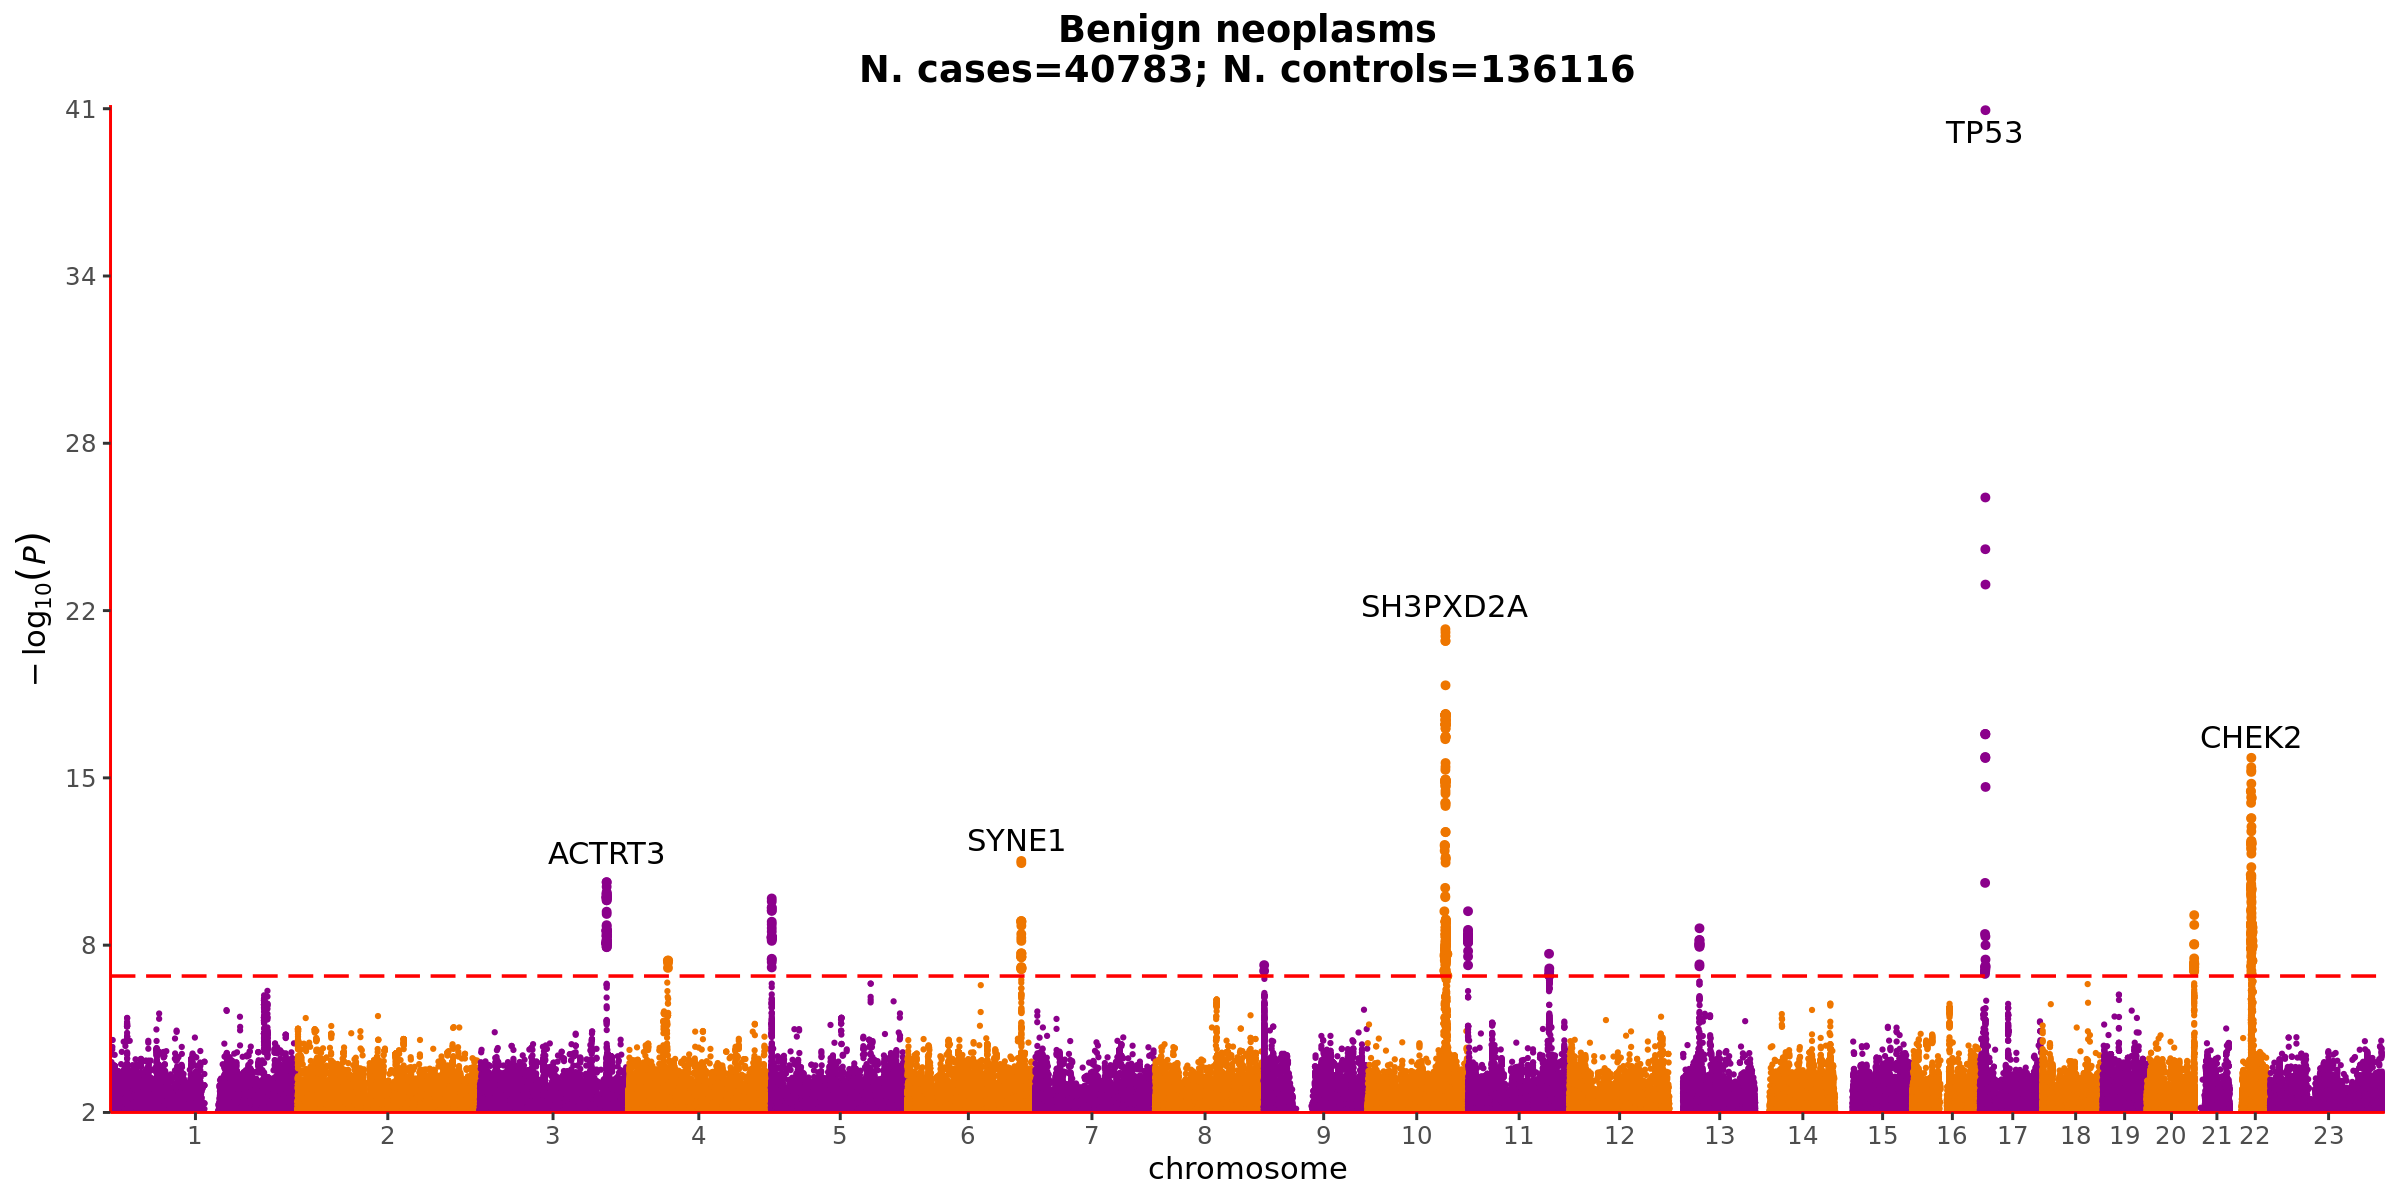 Benign neoplasms
N. cases=40783; N. controls=136116
41
TP53
34
28
−log10(P)
22
SH3PXD2A
CHEK2
15
SYNE1
ACTRT3
8
2
1 2 3 4 5 6 7 8 9 10 11 12 13 14 15 16 17 18 19 20 21 22 23
chromosome